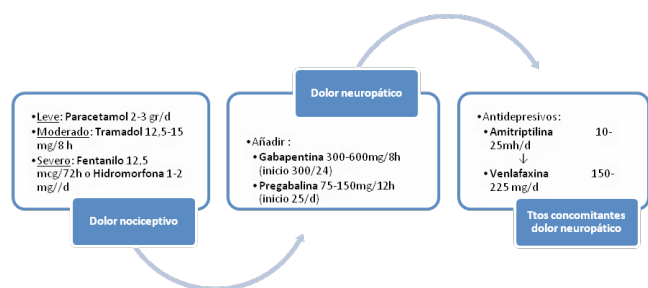 •Leve: Paracetamol 2-3 gr/d
•Moderado: Tramadol 12,5-15
mg/8 h
•Severo: Fentanilo 12,5
mcg/72h o Hidromorfona 1-2
mg//d
Dolor nociceptivo
Dolor neuropático
•Añadir :
•Gabapentina 300-600mg/8h
(inicio 300/24)
•Pregabalina 75-150mg/12h
(inicio 25/d)
•Antidepresivos:
•Amitriptilina 10-
25mh/d
↓
•Venlafaxina 150-
225 mg/d
Ttos concomitantes
dolor neuropático